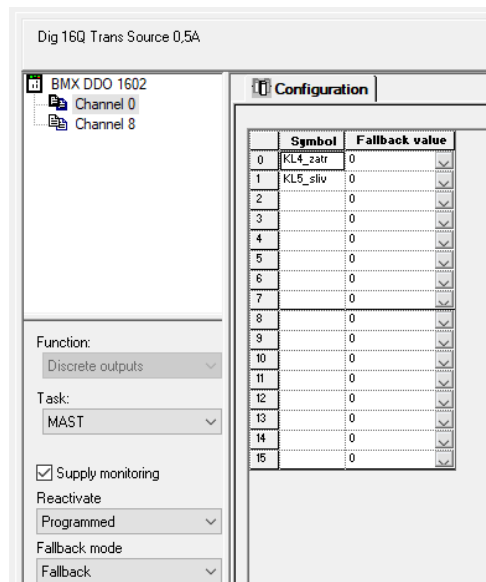 Dig 16Q Trans Source 0,5A
BMX DDO 1602
Channel 0
Channel 8
Function:
Discrete outputs
Task:
MAST
Supply monitoring
Reactivate
Programmed
Fallback mode
Fallback
Configuration
Symbol Fallback value
0 KL4_zatr 0
1 KL5_sliv 0
2 0
3 0
4 0
5 0
6 0
7 0
8 0
9 0
10 0
11 0
12 0
13 0
14 0
15 0